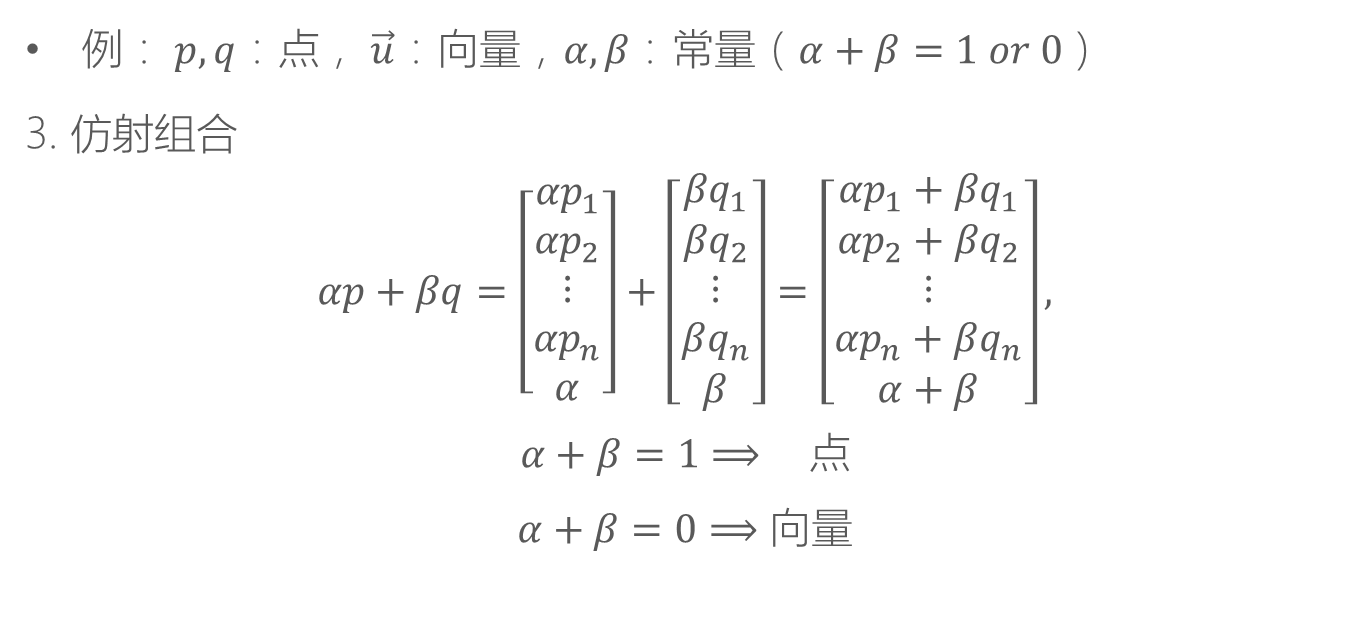 • 例：p,q：点，u⃗：向量，α,β：常量（α + β = 1 or 0）
3. 仿射组合
αp + βq = [αp₁ αp₂ ⋮ αpₙ α] + [βq₁ βq₂ ⋮ βqₙ β] = [αp₁ + βq₁ αp₂ + βq₂ ⋮ αpₙ + βqₙ α + β],
α + β = 1 ⟹ 点
α + β = 0 ⟹ 向量